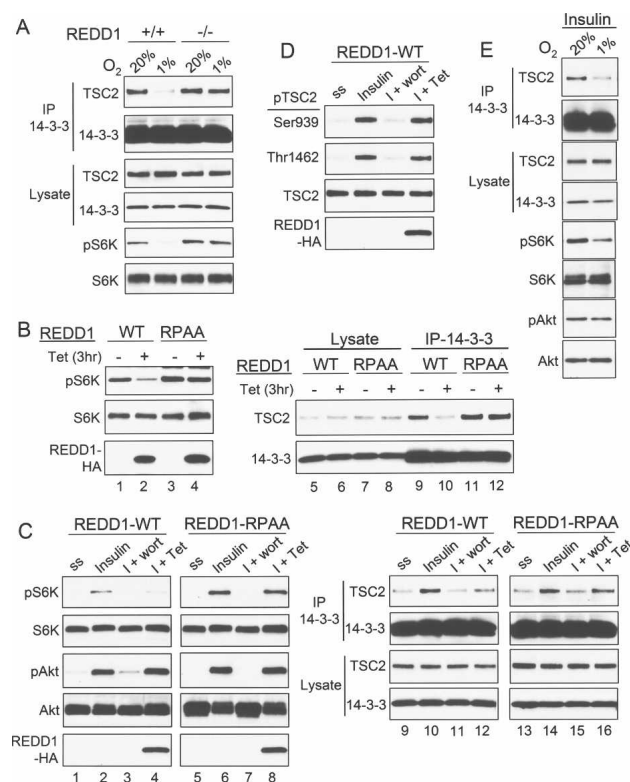 A
REDD1 +/+ -/-
O2 20% 1% 20% 1%
IP 14-3-3
TSC2
14-3-3
Lysate
TSC2
14-3-3
pS6K
S6K
D
REDD1-WT
pTSC2 ss Insulin I + wort I + Tet
Ser939
Thr1462
TSC2
REDD1-HA
E
Insulin
O2 20% 1%
IP 14-3-3
TSC2
14-3-3
Lysate
TSC2
14-3-3
pS6K
S6K
pAkt
Akt
B
REDD1 WT RPAA
Tet (3hr) - + - +
pS6K
S6K
REDD1-HA
1 2 3 4
Lysate IP-14-3-3
REDD1 WT RPAA WT RPAA
Tet (3hr) - + - + - + - +
TSC2
14-3-3
5 6 7 8 9 10 11 12
C
REDD1-WT REDD1-RPAA
ss Insulin I + wort I + Tet ss Insulin I + wort I + Tet
pS6K
S6K
pAkt
Akt
REDD1-HA
1 2 3 4 5 6 7 8
REDD1-WT REDD1-RPAA
ss Insulin I + wort I + Tet ss Insulin I + wort I + Tet
IP 14-3-3
TSC2
14-3-3
Lysate
TSC2
14-3-3
9 10 11 12 13 14 15 16